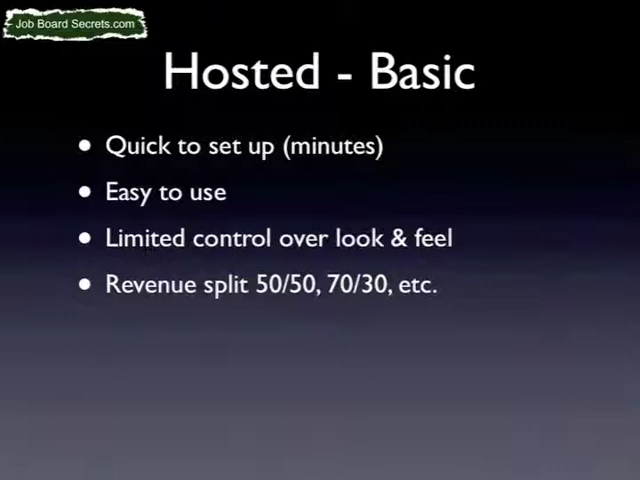 Job Board Secrets.com
Hosted - Basic
• Quick to set up (minutes)
• Easy to use
• Limited control over look & feel
• Revenue split 50/50, 70/30, etc.